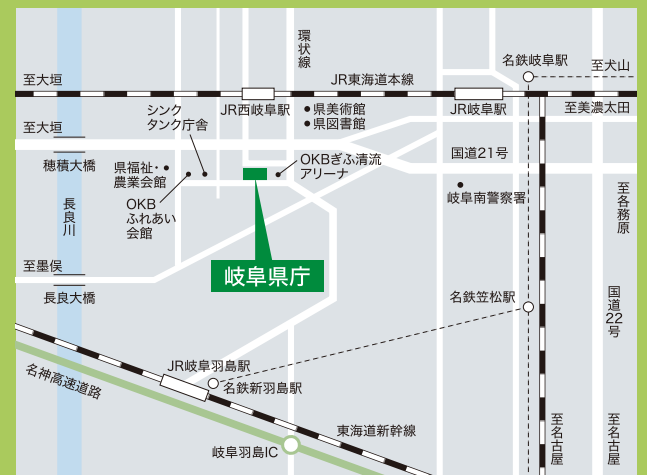 環状線
名鉄岐阜駅
至犬山
至大垣
JR東海道本線
シンク
タンク庁舎
JR西岐阜駅
●県美術館
●県図書館
JR岐阜駅
至美濃太田
至大垣
穂積大橋
県福祉・●
農業会館
OKBぎふ清流
アリーナ
国道21号
長良川
OKB
ふれあい
会館
岐阜南警察署
至各務原
至墨俣
岐阜県庁
長良大橋
名鉄笠松駅
国道22号
JR岐阜羽島駅
名鉄新羽島駅
名神高速道路
東海道新幹線
岐阜羽島IC
至名古屋
至名古屋